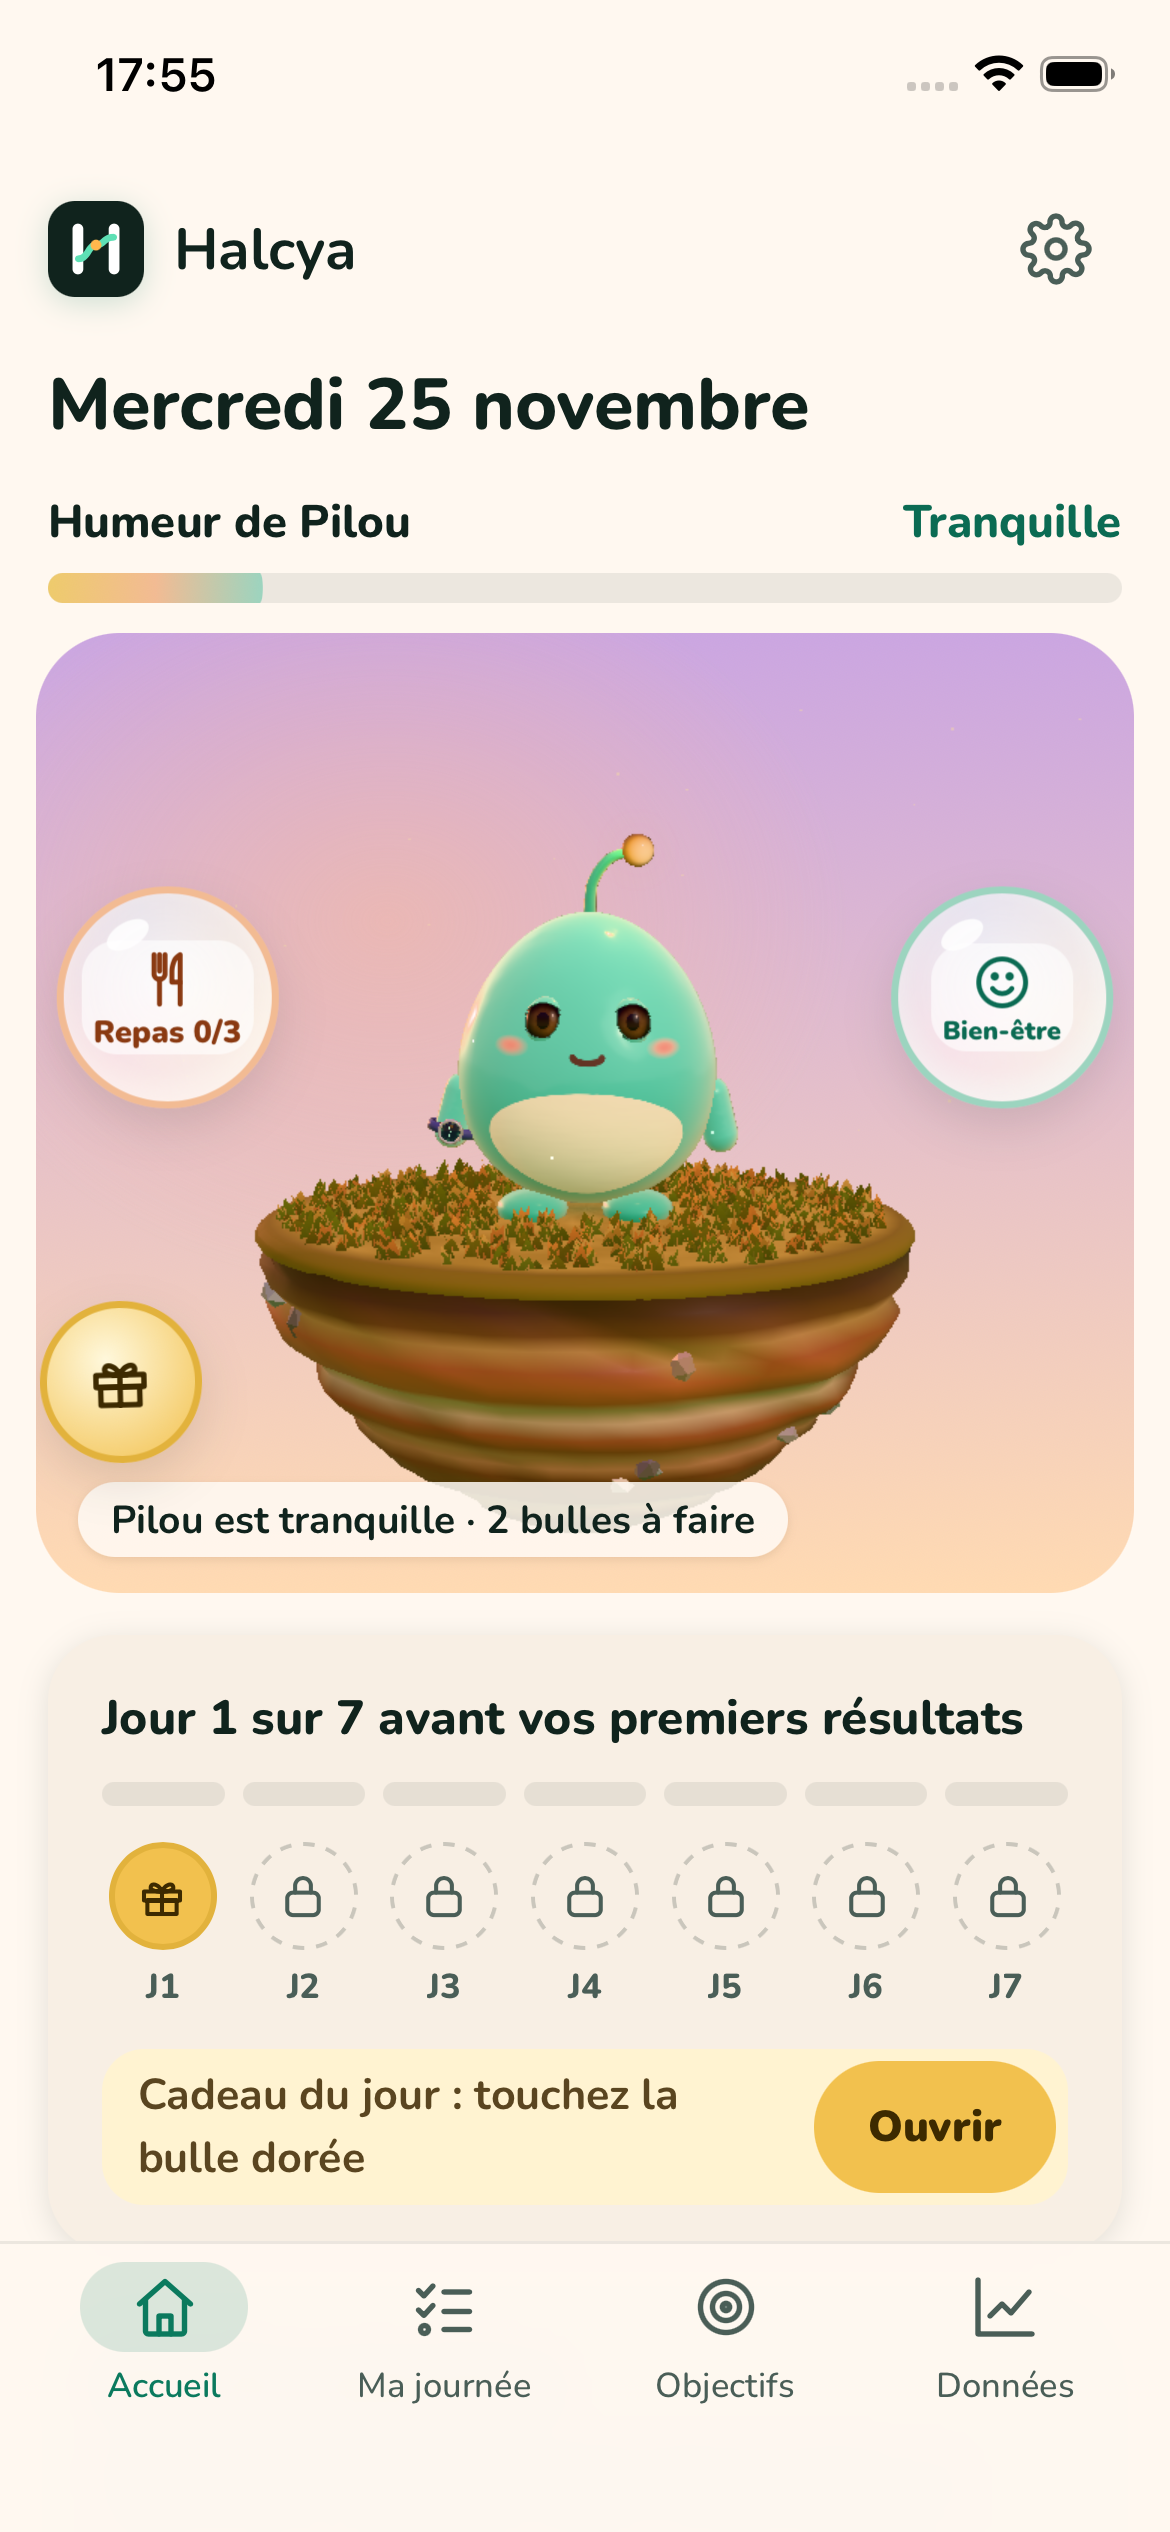 17:55
Halcya
Mercredi 25 novembre
Humeur de Pilou
Tranquille
Repas 0/3
Bien-être
Pilou est tranquille · 2 bulles à faire
Jour 1 sur 7 avant vos premiers résultats
J1
J2
J3
J4
J5
J6
J7
Cadeau du jour : touchez la
bulle dorée
Ouvrir
Accueil
Ma journée
Objectifs
Données